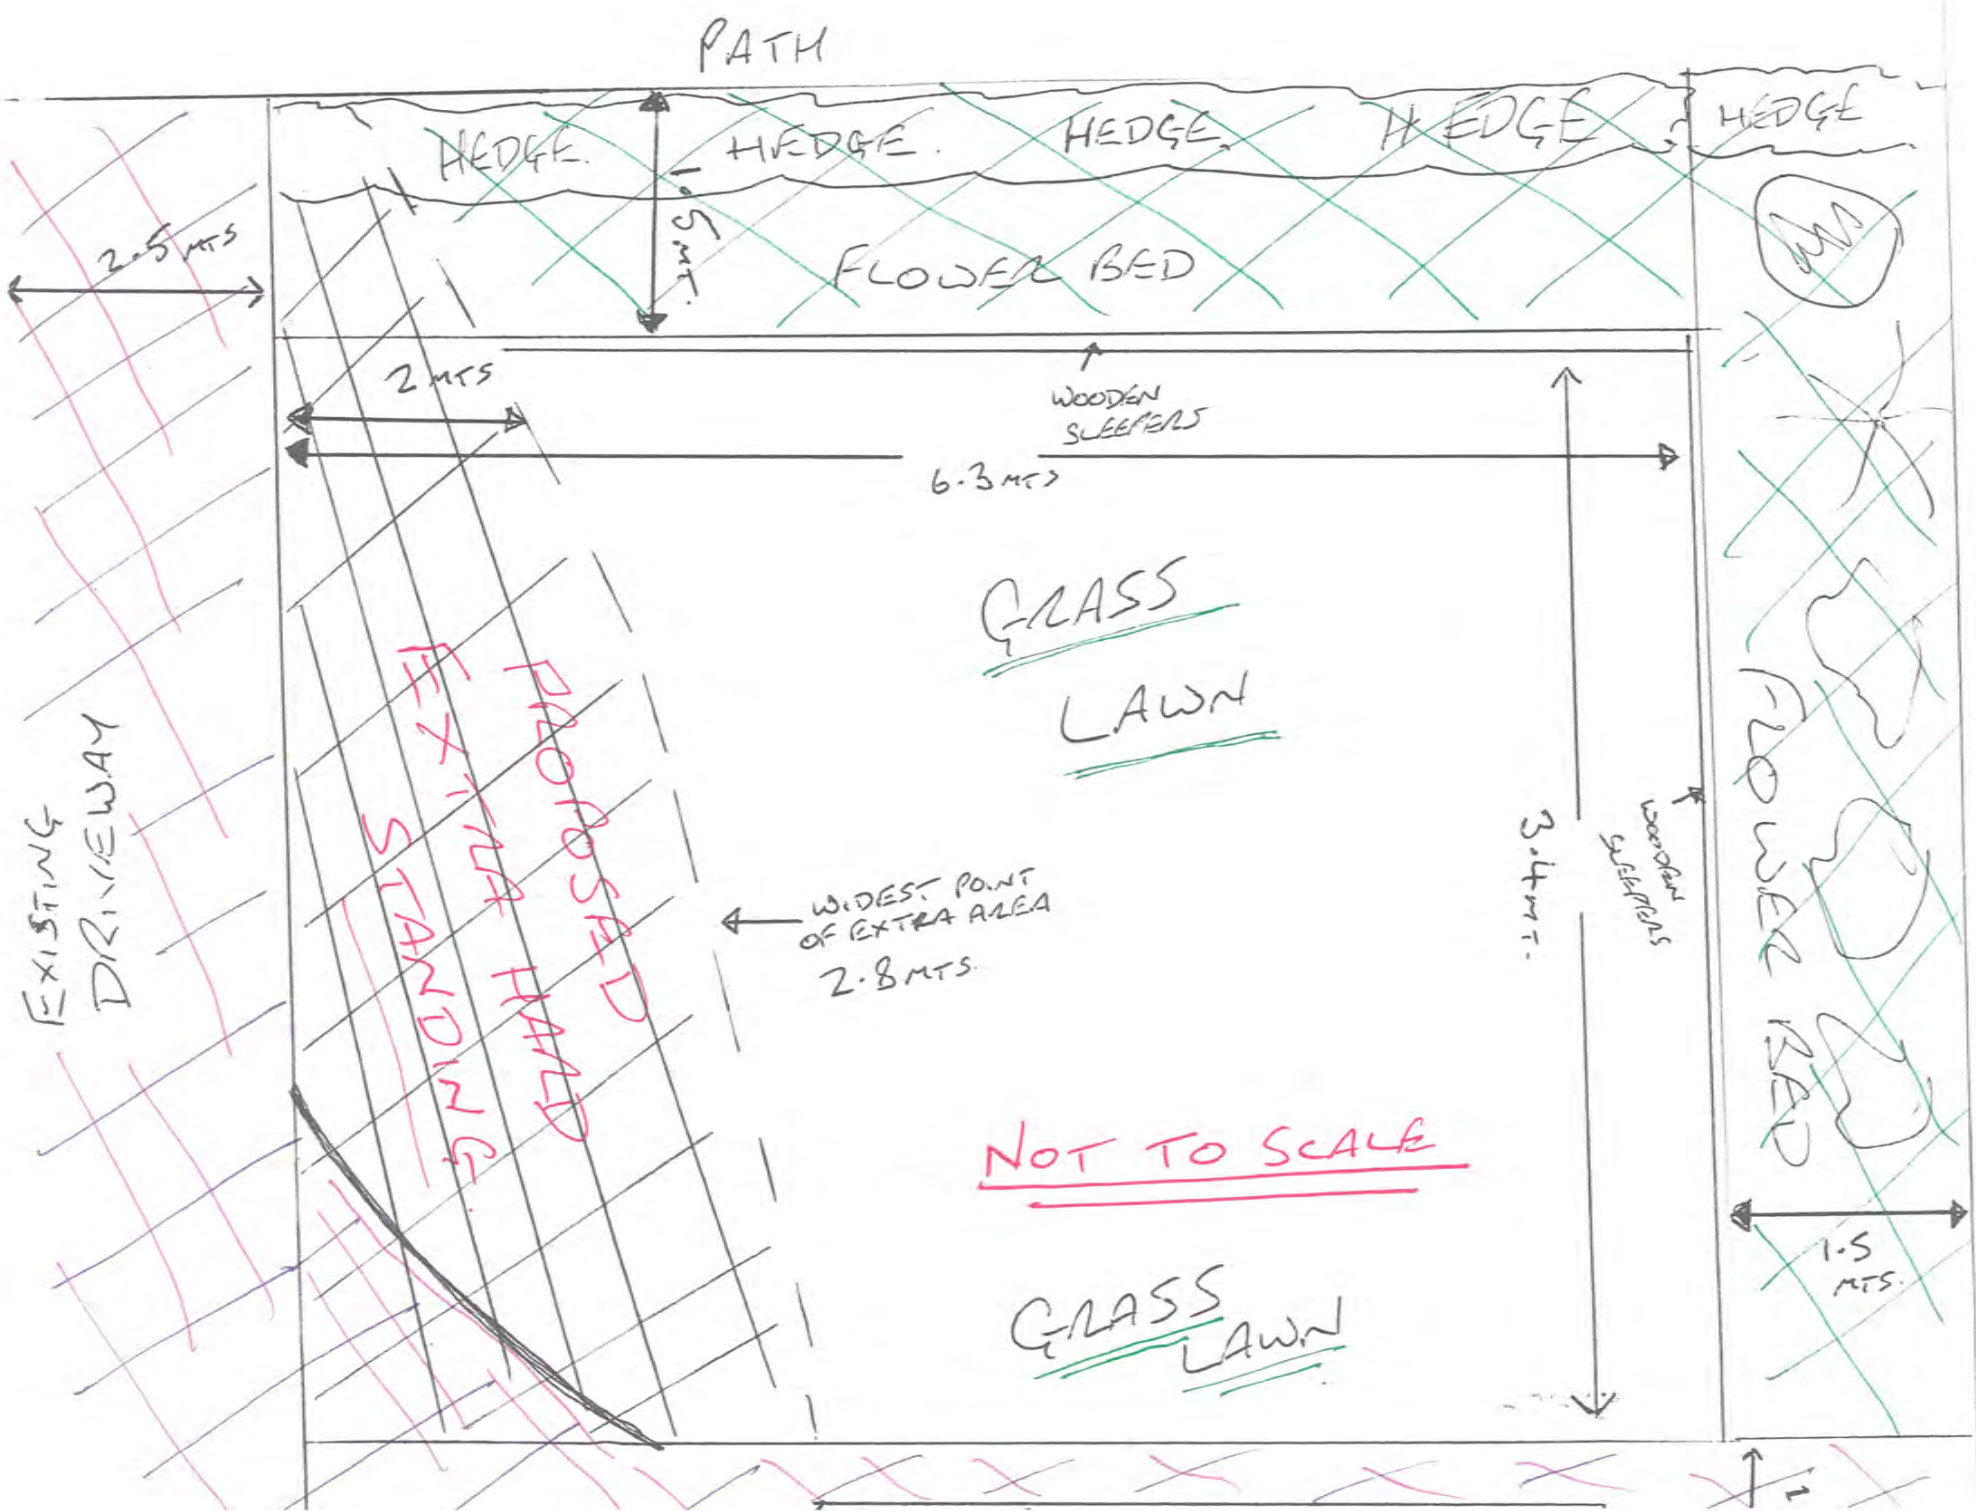 PATH
HEDGE.
HEDGE.
HEDGE.
HEDGE
HEDGE
1.5 MT.
2.5 MTS
FLOWER BED
2 MTS
WOODEN
SLEEPERS
6.3 MTS
GRASS
LAWN
PROPOSED
EXTRA HARD
STANDING
EXISTING
DRIVEWAY
WIDEST POINT
OF EXTRA AREA
2.8 MTS
3.4 MT.
WOODEN
SLEEPERS
FLOWER BED
NOT TO SCALE
1.5
MTS.
GRASS
LAWN
1